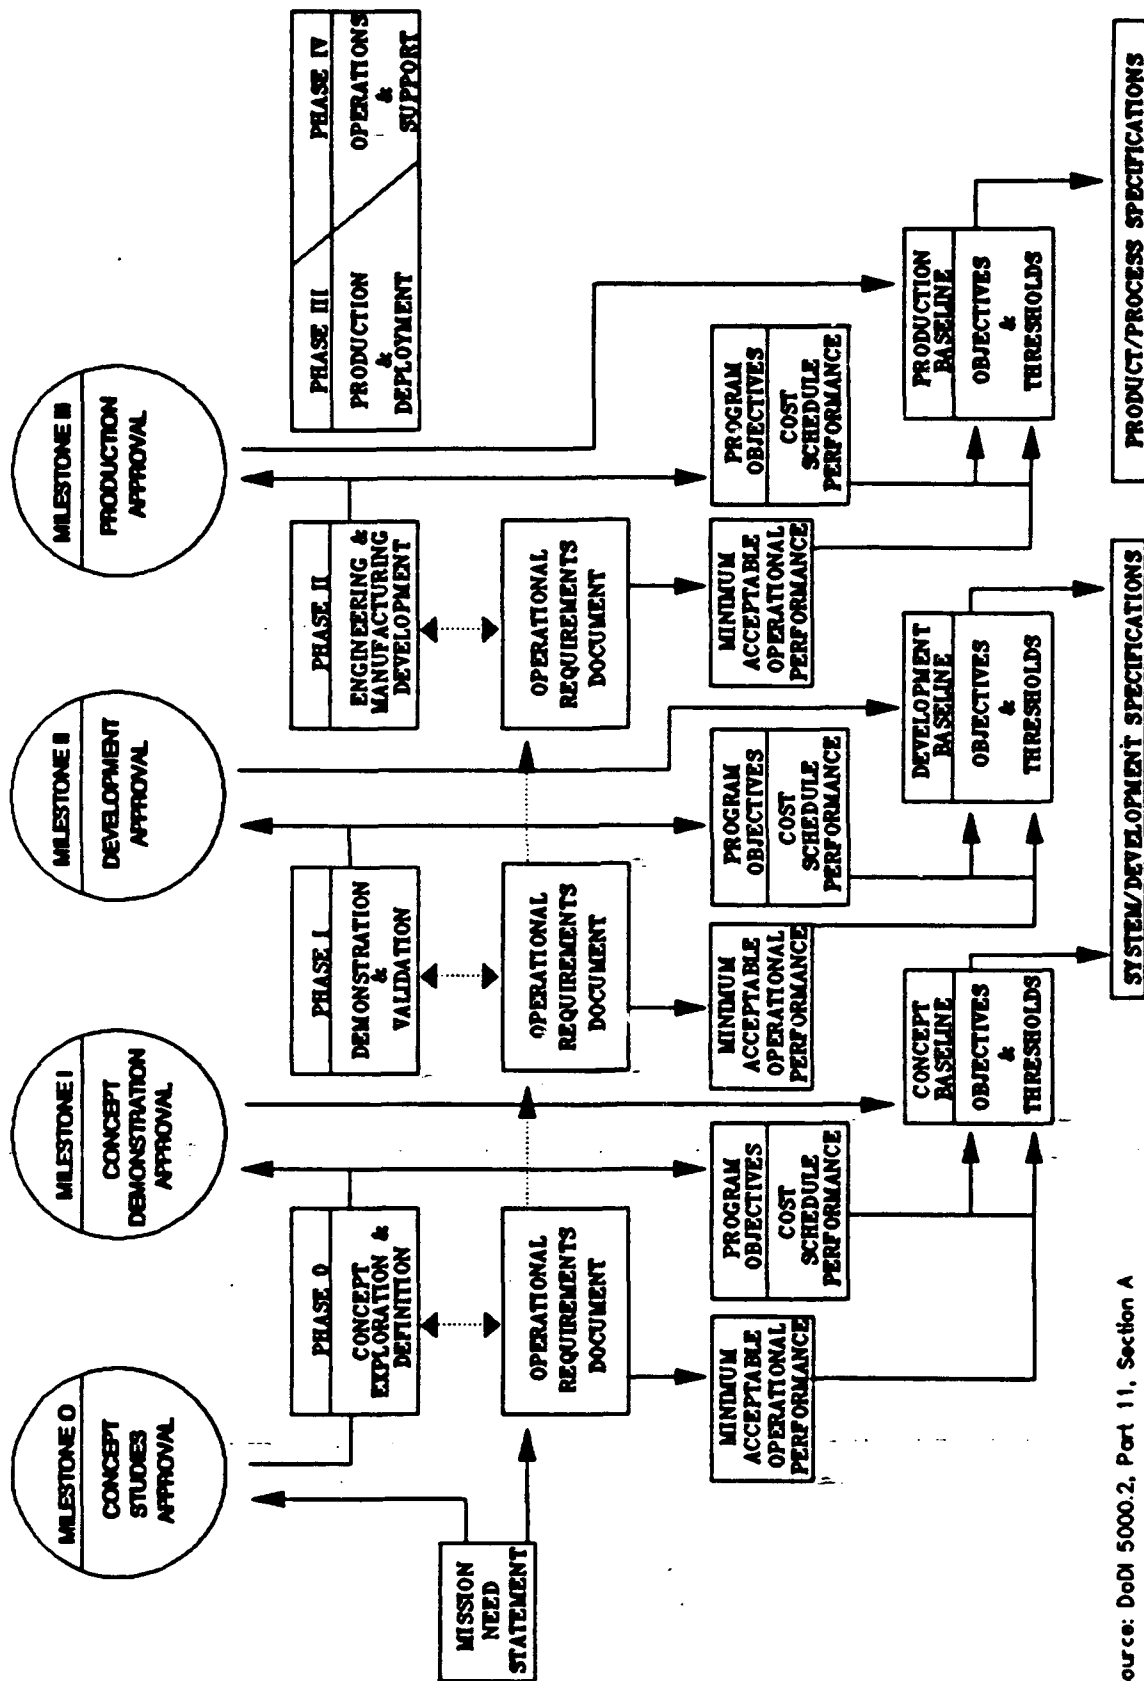 MILESTONE 0
CONCEPT
STUDIES
APPROVAL
MILESTONE I
CONCEPT
DEMONSTRATION
APPROVAL
MILESTONE II
DEVELOPMENT
APPROVAL
MILESTONE III
PRODUCTION
APPROVAL
PHASE 0
CONCEPT
EXPLORATION &
DEFINITION
PHASE I
DEMONSTRATION
&
VALIDATION
PHASE II
ENGINEERING &
MANUFACTURING
DEVELOPMENT
PHASE III
PRODUCTION
&
DEPLOYMENT
PHASE IV
OPERATIONS
&
SUPPORT
MISSION
NEED
STATEMENT
OPERATIONAL
REQUIREMENTS
DOCUMENT
OPERATIONAL
REQUIREMENTS
DOCUMENT
OPERATIONAL
REQUIREMENTS
DOCUMENT
MINIMUM
ACCEPTABLE
OPERATIONAL
PERFORMANCE
PROGRAM
OBJECTIVES
COST
SCHEDULE
PERFORMANCE
MINIMUM
ACCEPTABLE
OPERATIONAL
PERFORMANCE
PROGRAM
OBJECTIVES
COST
SCHEDULE
PERFORMANCE
MINIMUM
ACCEPTABLE
OPERATIONAL
PERFORMANCE
PROGRAM
OBJECTIVES
COST
SCHEDULE
PERFORMANCE
CONCEPT
BASELINE
OBJECTIVES
&
THRESHOLDS
DEVELOPMENT
BASELINE
OBJECTIVES
&
THRESHOLDS
PRODUCTION
BASELINE
OBJECTIVES
&
THRESHOLDS
SYSTEM/DEVELOPMENT SPECIFICATIONS
PRODUCT/PROCESS SPECIFICATIONS
ource: DoDI 5000.2, Part 11, Section A